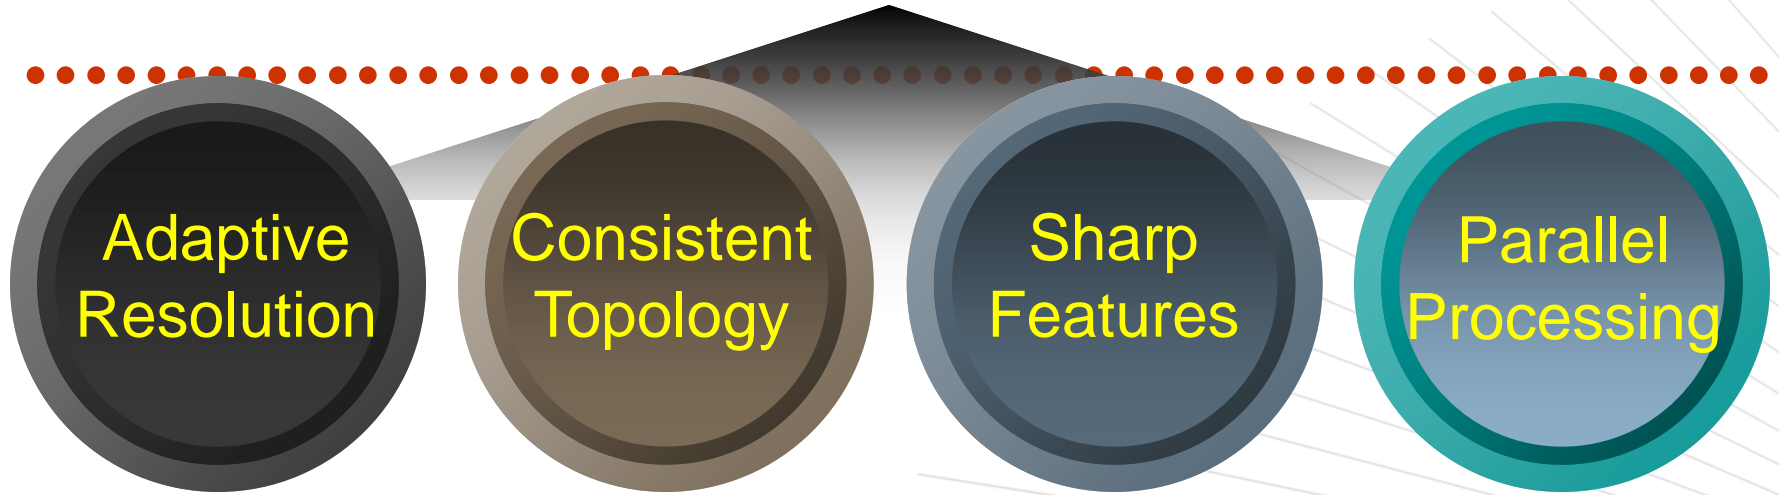 Adaptive
Resolution
Consistent
Topology
Sharp
Features
Parallel
Processing